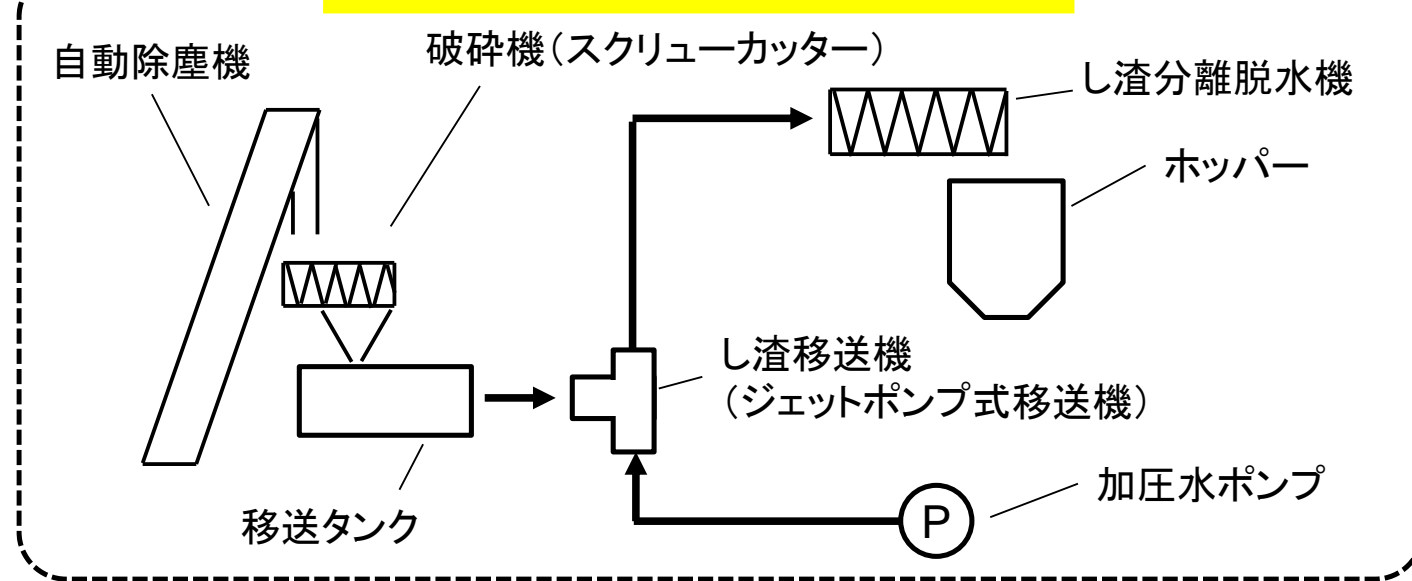 自動除塵機
破砕機（スクリューカッター）
し渣分離脱水機
ホッパー
し渣移送機
（ジェットポンプ式移送機）
加圧水ポンプ
P
移送タンク